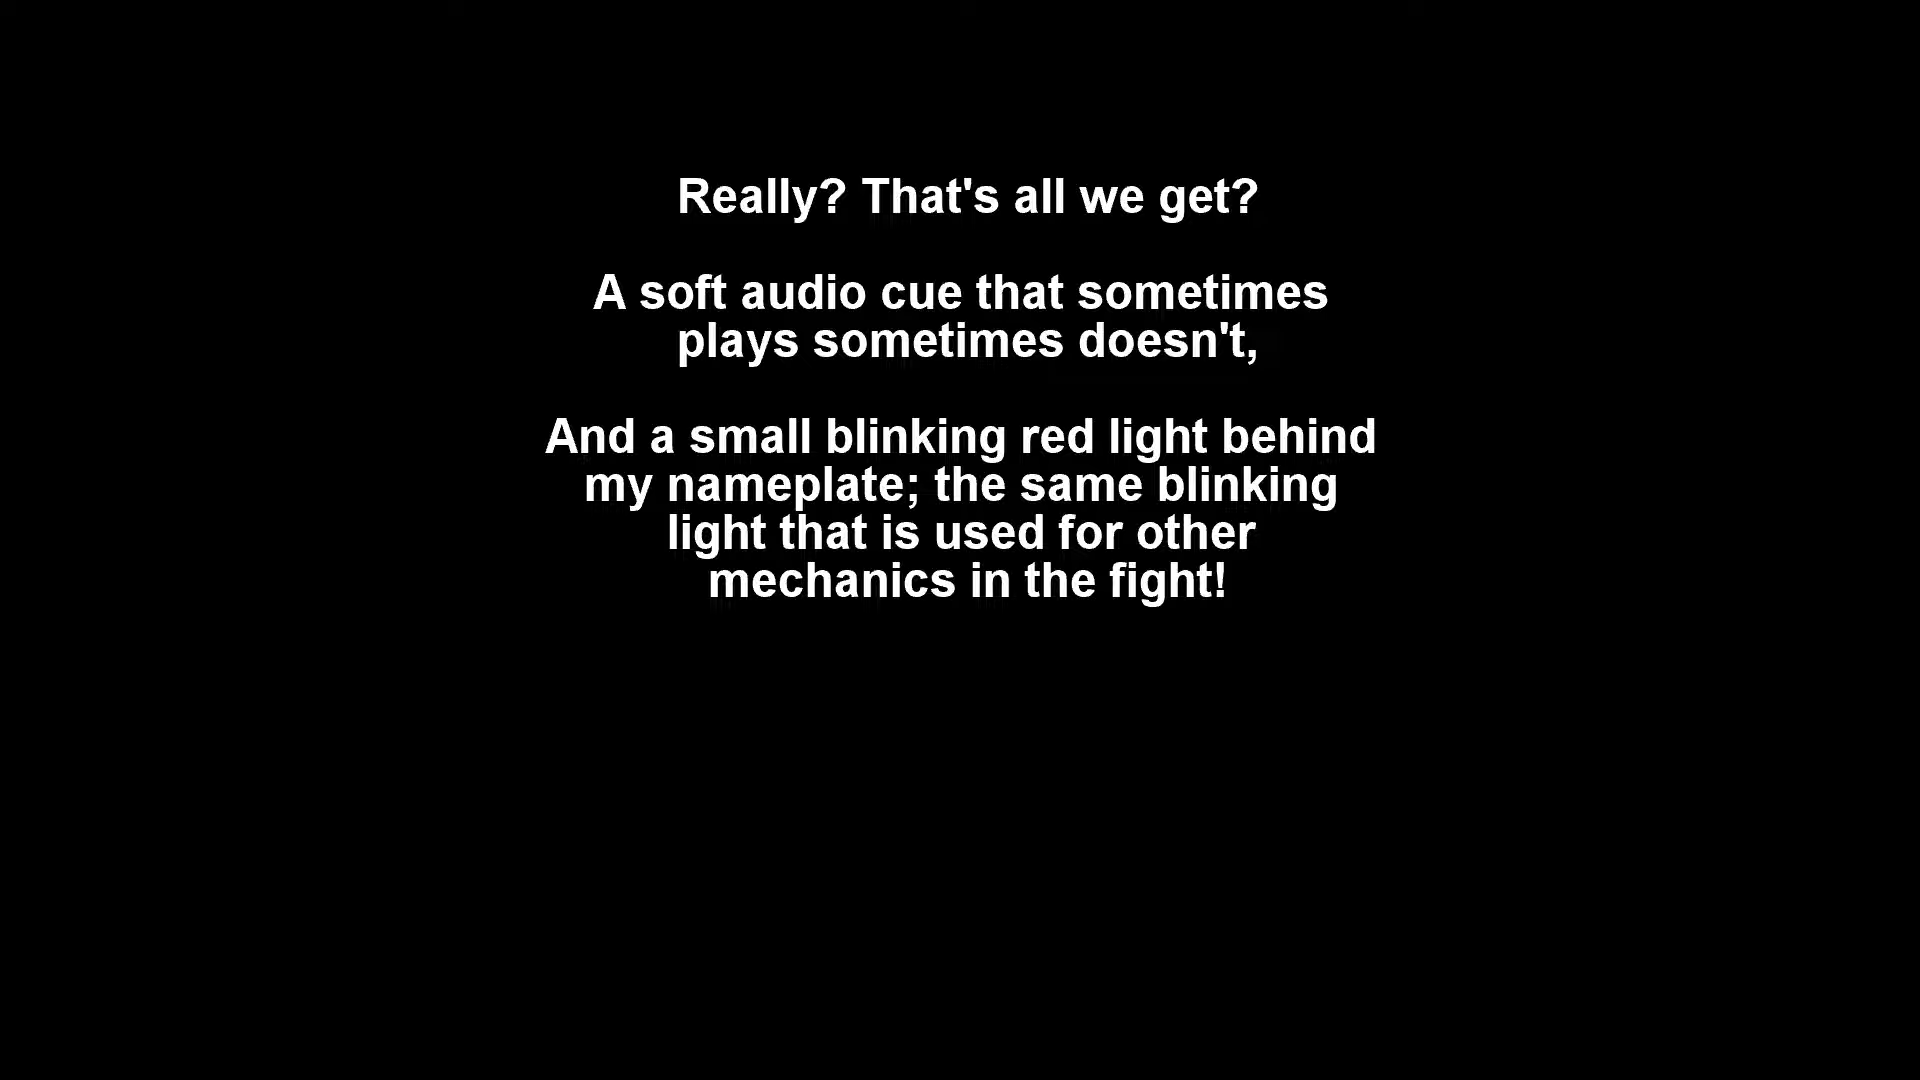 Really? That's all we get?
A soft audio cue that sometimes
plays sometimes doesn't,
And a small blinking red light behind
my nameplate; the same blinking
light that is used for other
mechanics in the fight!